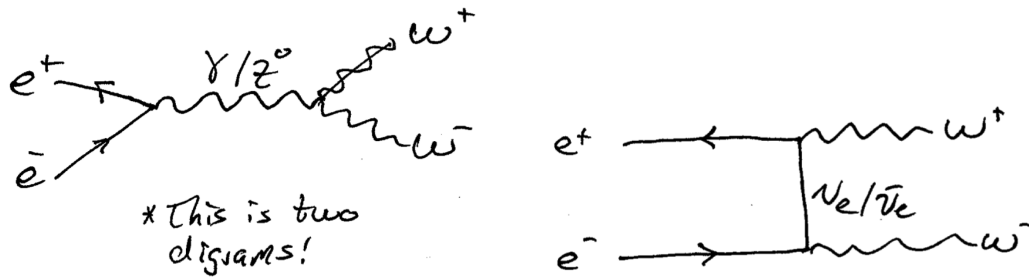 e⁺
γ/Z⁰
W⁺
e⁻
W⁻
* This is two
digrams!
e⁺
W⁺
νe/ν̄e
e⁻
W⁻